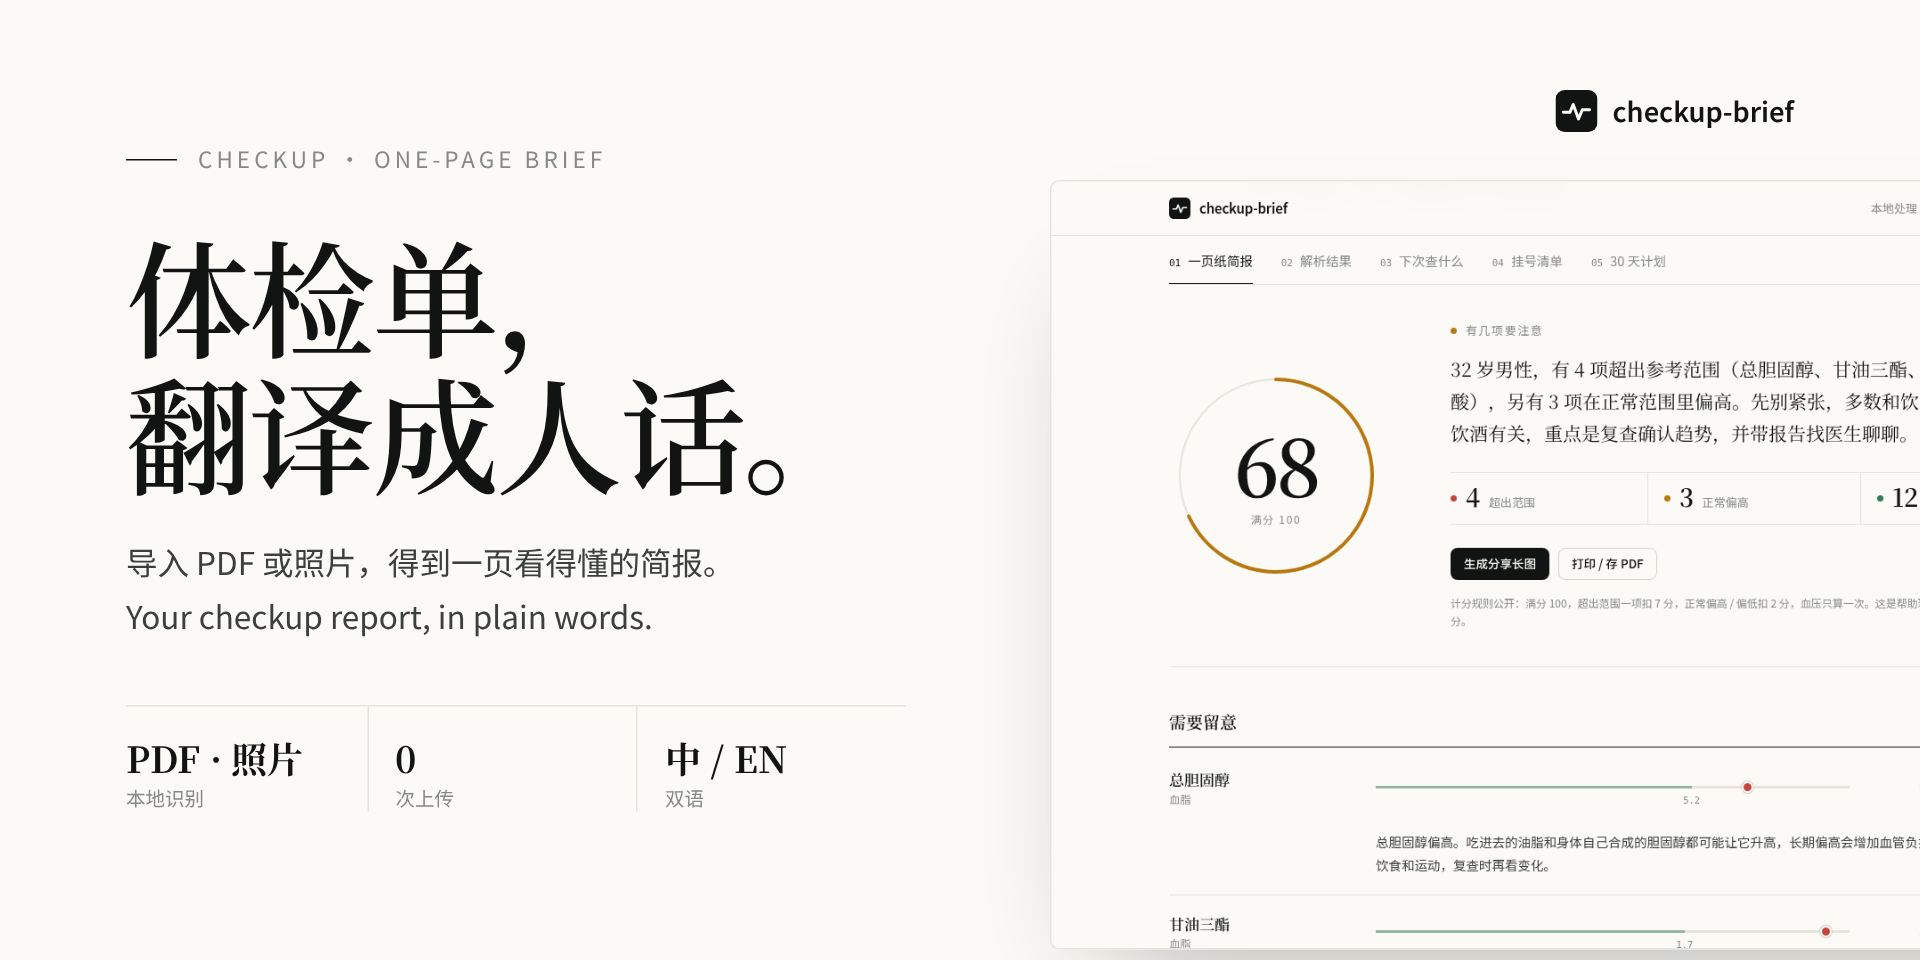 CHECKUP · ONE-PAGE BRIEF
体检单，
翻译成人话。
导入 PDF 或照片，得到一页看得懂的简报。
Your checkup report, in plain words.
PDF · 照片
本地识别
0
次上传
中 / EN
双语
checkup-brief
checkup-brief
本地处理
01 一页纸简报
02 解析结果
03 下次查什么
04 挂号清单
05 30 天计划
68
满分 100
有几项要注意
32 岁男性，有 4 项超出参考范围（总胆固醇、甘油三酯、
酸），另有 3 项在正常范围里偏高。先别紧张，多数和饮
饮酒有关，重点是复查确认趋势，并带报告找医生聊聊。
4 超出范围
3 正常偏高
12
生成分享长图
打印 / 存 PDF
计分规则公开：满分 100，超出范围一项扣 7 分，正常偏高 / 偏低扣 2 分，血压只算一次。这是帮助
分。
需要留意
总胆固醇
血脂
5.2
总胆固醇偏高。吃进去的油脂和身体自己合成的胆固醇都可能让它升高，长期偏高会增加血管负
饮食和运动，复查时再看变化。
甘油三酯
血脂
1.7